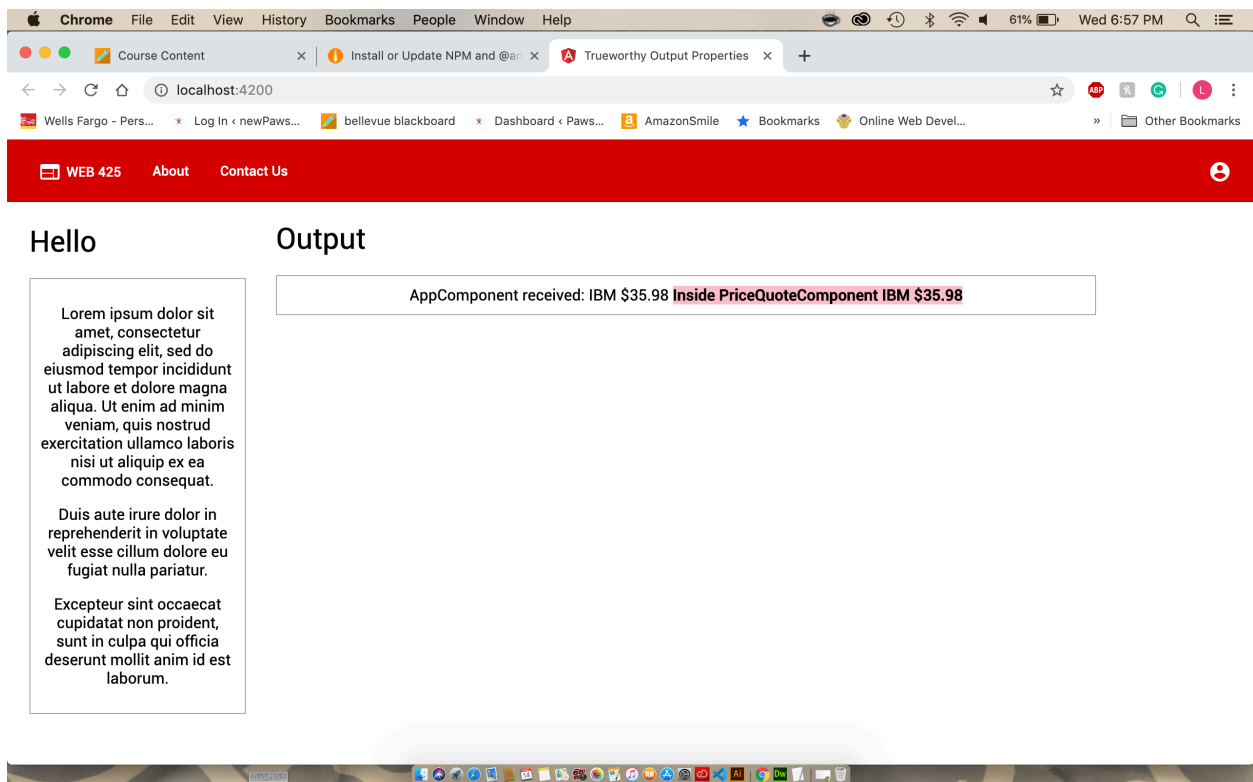 Chrome File Edit View History Bookmarks People Window Help 61% Wed 6:57 PM
Course Content Install or Update NPM and @an Trueworthy Output Properties
localhost:4200
ABP
G
L
Wells Fargo - Pers... Log In ‹ newPaws... bellevue blackboard Dashboard ‹ Paws... AmazonSmile Bookmarks Online Web Devel... » Other Bookmarks
WEB 425 About Contact Us
Hello
Output
AppComponent received: IBM $35.98 Inside PriceQuoteComponent IBM $35.98
Lorem ipsum dolor sit
amet, consectetur
adipiscing elit, sed do
eiusmod tempor incididunt
ut labore et dolore magna
aliqua. Ut enim ad minim
veniam, quis nostrud
exercitation ullamco laboris
nisi ut aliquip ex ea
commodo consequat.
Duis aute irure dolor in
reprehenderit in voluptate
velit esse cillum dolore eu
fugiat nulla pariatur.
Excepteur sint occaecat
cupidatat non proident,
sunt in culpa qui officia
deserunt mollit anim id est
laborum.
Ai
Dw